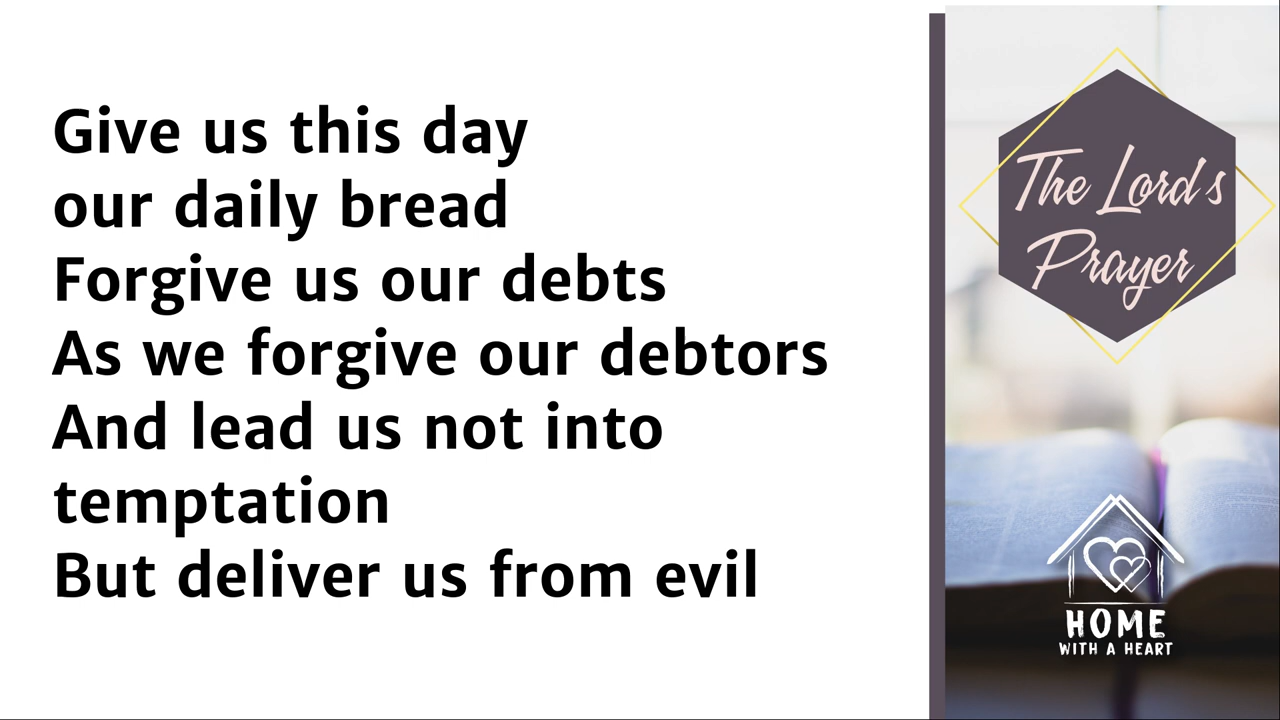 Give us this day
our daily bread
Forgive us our debts
As we forgive our debtors
And lead us not into
temptation
But deliver us from evil
The Lord's
Prayer
HOME
WITH A HEART